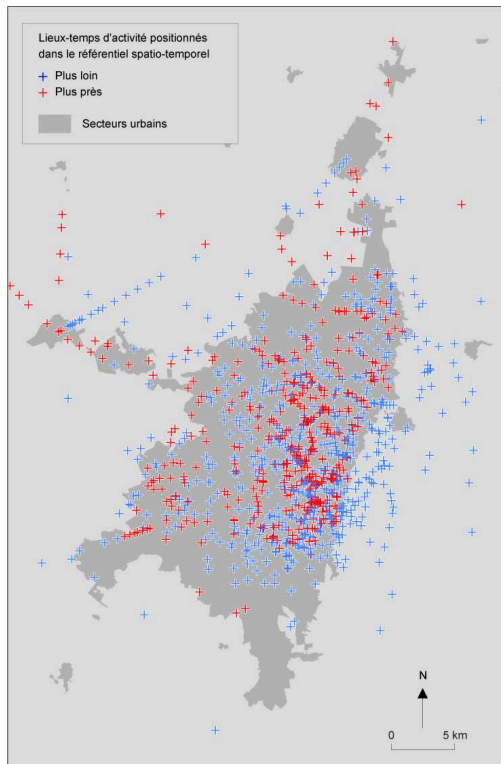 Lieux-temps d'activité positionnés
dans le référentiel spatio-temporel
Plus loin
Plus près
Secteurs urbains
N
0 5 km